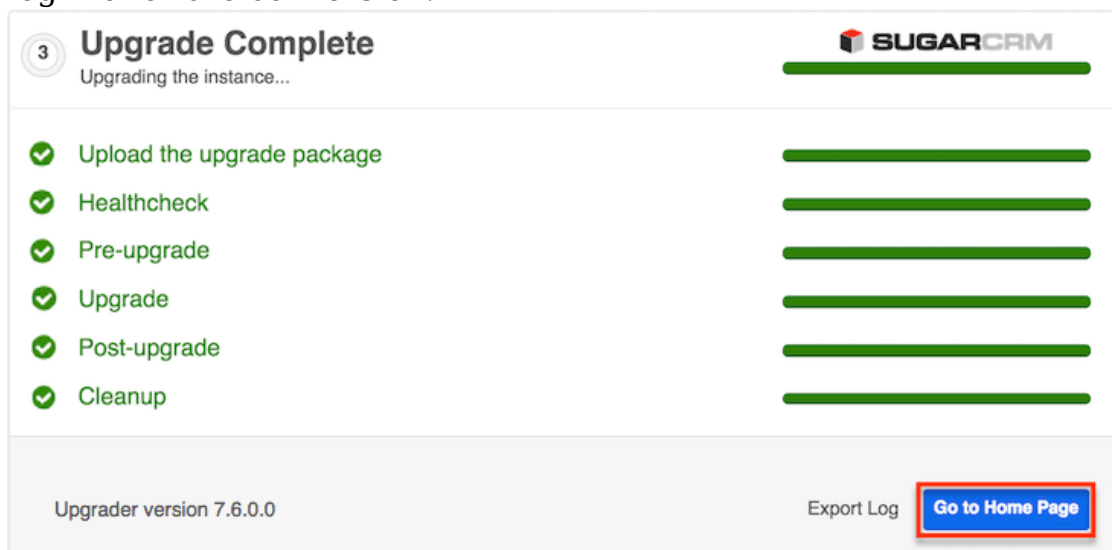 3
Upgrade Complete
SUGARCRM
Upgrading the instance...
Upload the upgrade package
Healthcheck
Pre-upgrade
Upgrade
Post-upgrade
Cleanup
Upgrader version 7.6.0.0
Export Log
Go to Home Page